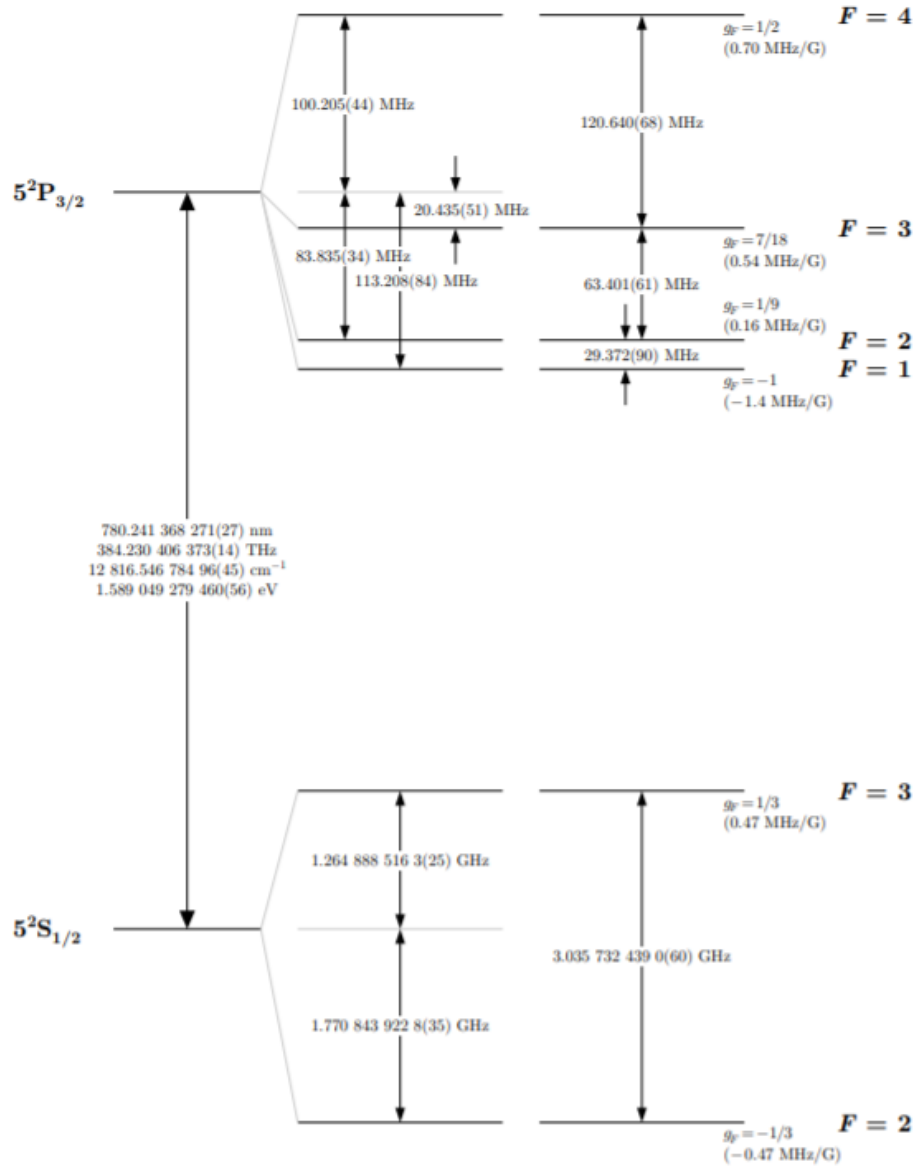 F = 4
g_F = 1/2
(0.70 MHz/G)
100.205(44) MHz
120.640(68) MHz
5²P₃/₂
20.435(51) MHz
F = 3
g_F = 7/18
(0.54 MHz/G)
83.835(34) MHz
113.208(84) MHz
63.401(61) MHz
g_F = 1/9
(0.16 MHz/G)
F = 2
29.372(90) MHz
F = 1
g_F = −1
(−1.4 MHz/G)
780.241 368 271(27) nm
384.230 406 373(14) THz
12 816.546 784 96(45) cm⁻¹
1.589 049 279 460(56) eV
F = 3
g_F = 1/3
(0.47 MHz/G)
1.264 888 516 3(25) GHz
5²S₁/₂
3.035 732 439 0(60) GHz
1.770 843 922 8(35) GHz
F = 2
g_F = −1/3
(−0.47 MHz/G)